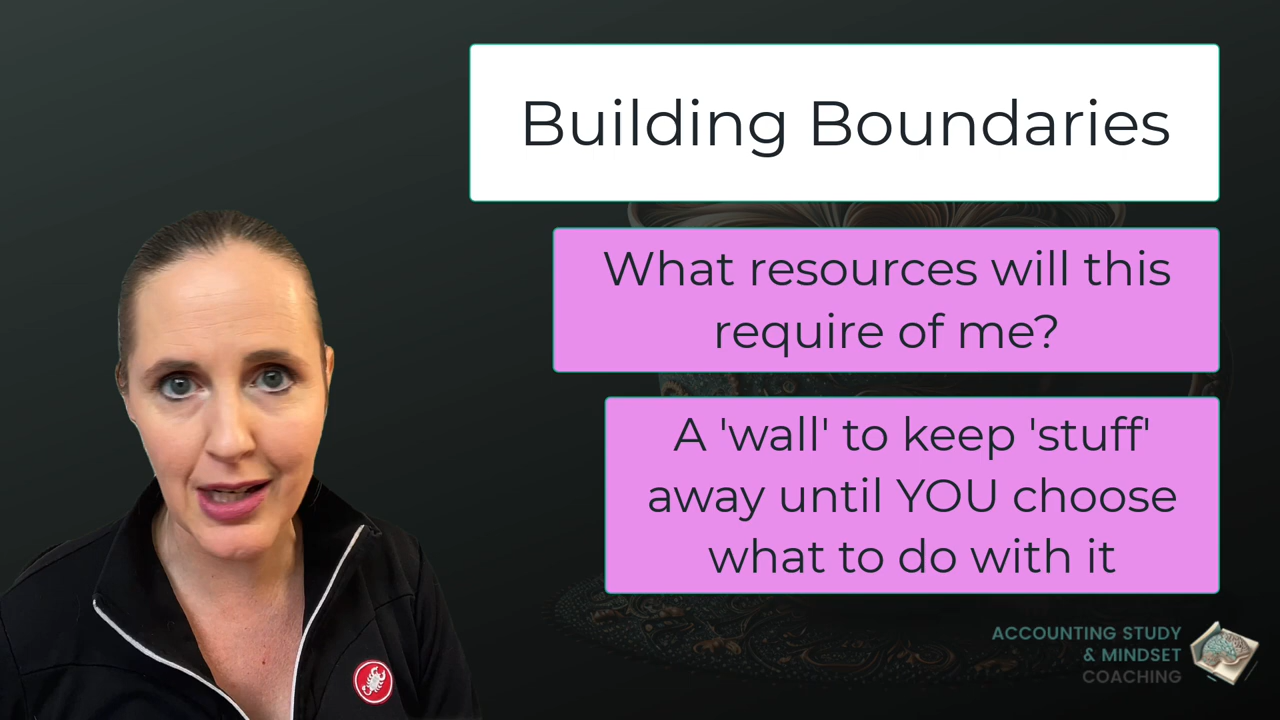 Building Boundaries
What resources will this
require of me?
A 'wall' to keep 'stuff'
away until YOU choose
what to do with it
ACCOUNTING STUDY
& MINDSET
COACHING